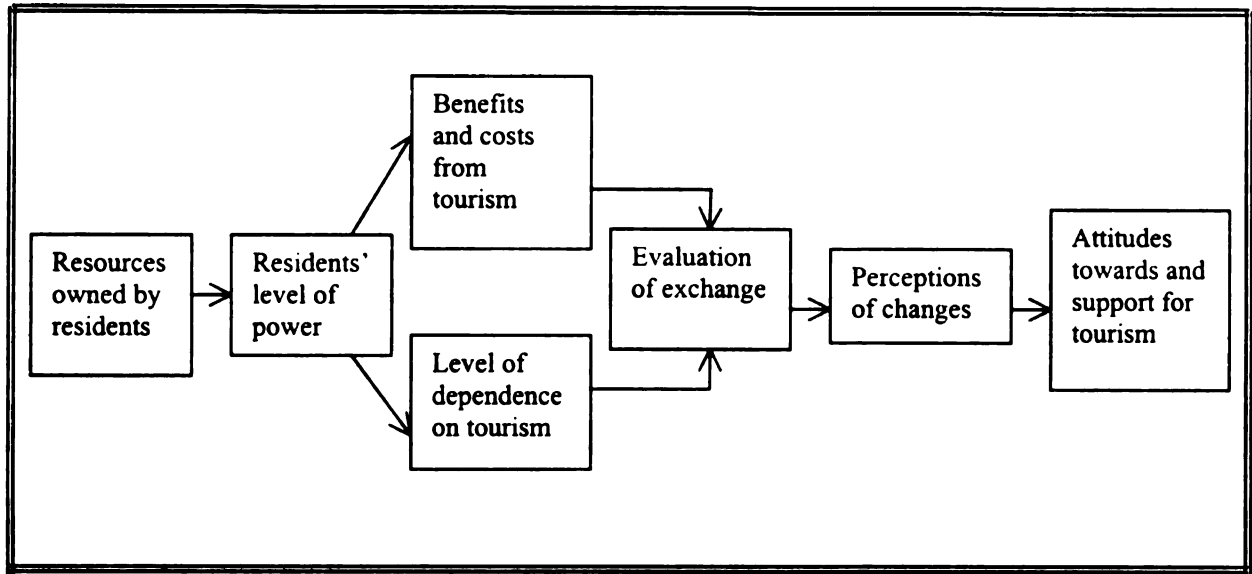 Resources
owned by
residents
Residents’
level of
power
Benefits
and costs
from
tourism
Level of
dependence
on tourism
Evaluation
of exchange
Perceptions
of changes
Attitudes
towards and
support for
tourism